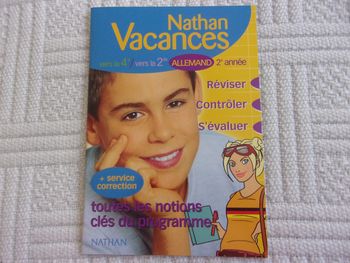 Nathan
Vacances
vers la 4e vers la 2de ALLEMAND 2e année
Réviser
Contrôler
S'évaluer
+ service
correction
toutes les notions
clés du programme
NATHAN